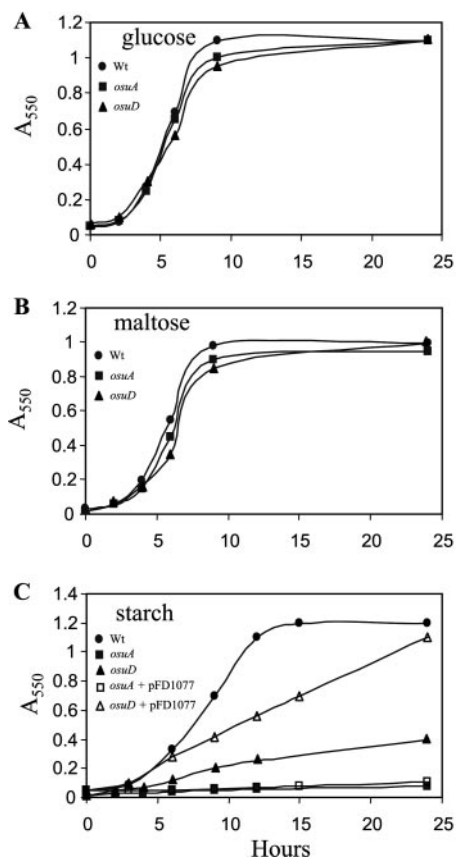 A
glucose
Wt
osuA
osuD
A550
1.2
1
0.8
0.6
0.4
0.2
0
0 5 10 15 20 25
B
maltose
Wt
osuA
osuD
A550
1.2
1
0.8
0.6
0.4
0.2
0
0 5 10 15 20 25
C
starch
Wt
osuA
osuD
osuA + pFD1077
osuD + pFD1077
A550
1.4
1.2
1
0.8
0.6
0.4
0.2
0
0 5 10 15 20 25
Hours